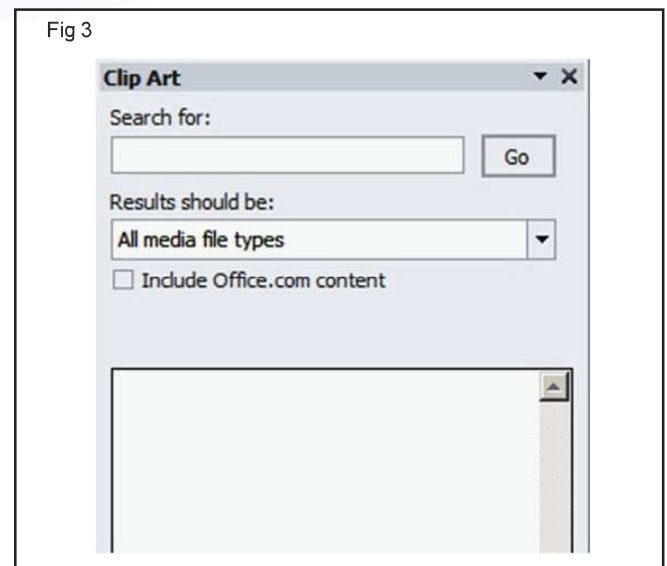 Fig 3
Clip Art
Search for:
Go
Results should be:
All media file types
Include Office.com content